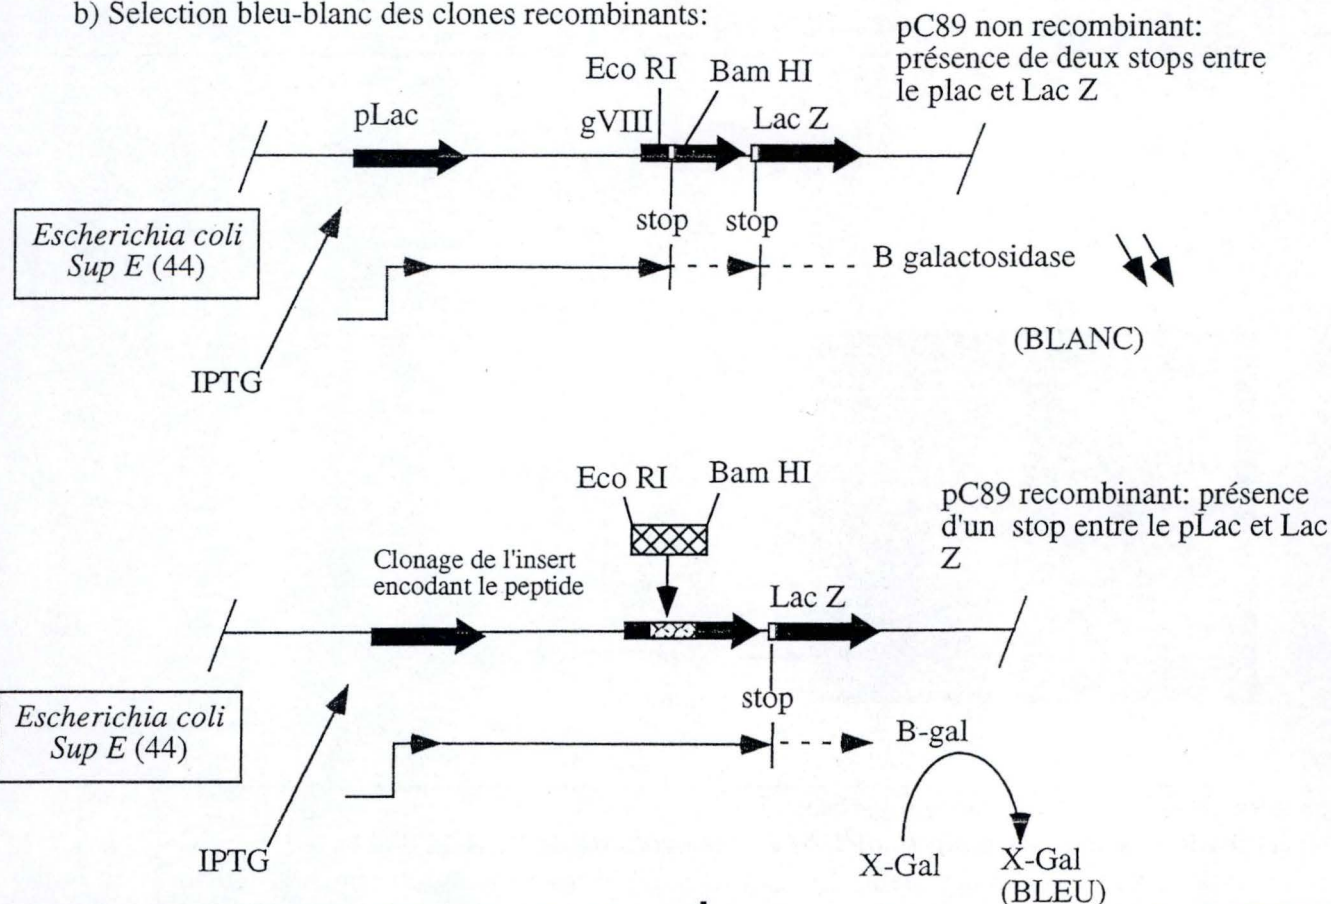 b) Selection bleu-blanc des clones recombinants:
pC89 non recombinant:
présence de deux stops entre
le plac et Lac Z
Eco RI
Bam HI
pLac
gVIII
Lac Z
stop
stop
Escherichia coli
Sup E (44)
B galactosidase
(BLANC)
IPTG
Eco RI
Bam HI
pC89 recombinant: présence
d'un stop entre le pLac et Lac
Z
Clonage de l'insert
encodant le peptide
Lac Z
stop
Escherichia coli
Sup E (44)
B-gal
IPTG
X-Gal
X-Gal
(BLEU)